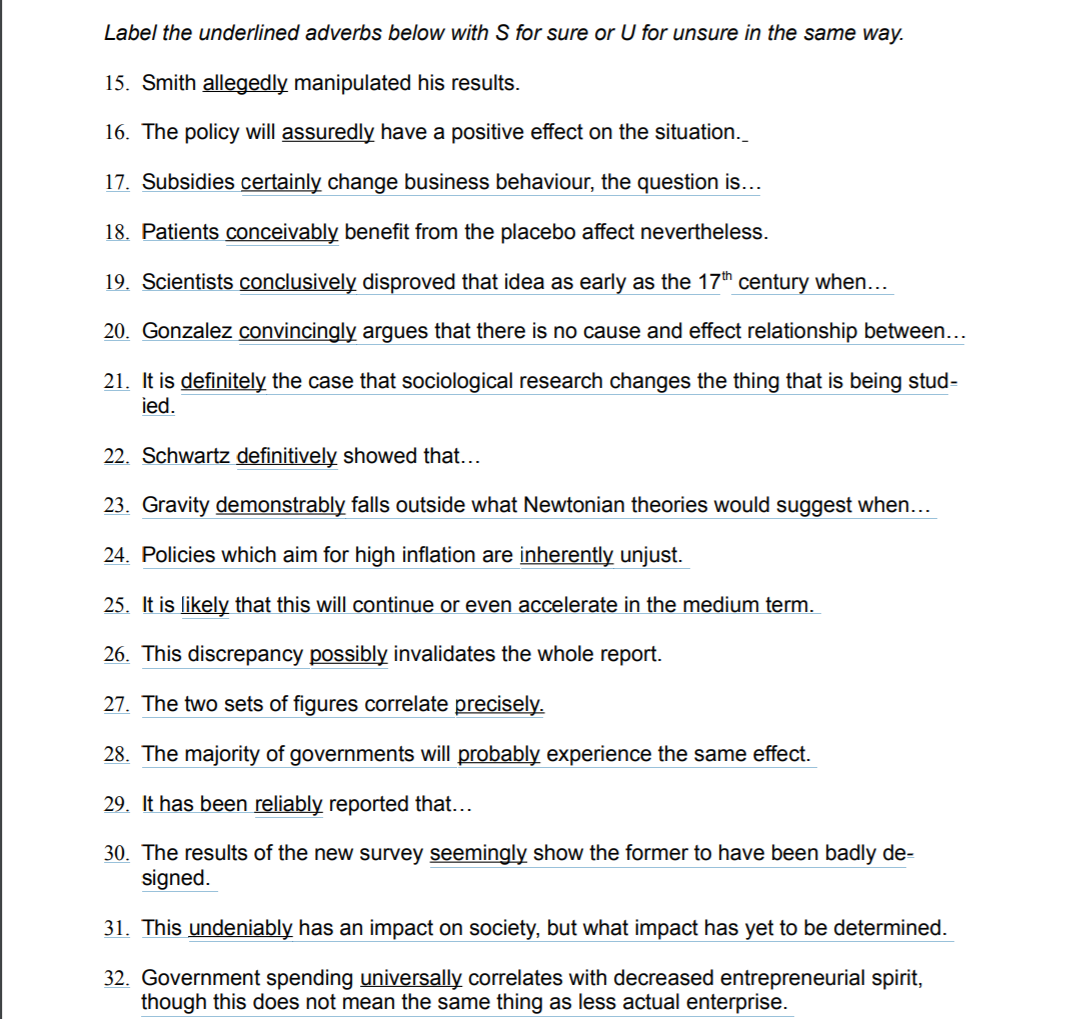 Label the underlined adverbs below with S for sure or U for unsure in the same way.
15. Smith allegedly manipulated his results.
16. The policy will assuredly have a positive effect on the situation.
17. Subsidies certainly change business behaviour, the question is…
18. Patients conceivably benefit from the placebo affect nevertheless.
19. Scientists conclusively disproved that idea as early as the 17th century when…
20. Gonzalez convincingly argues that there is no cause and effect relationship between…
21. It is definitely the case that sociological research changes the thing that is being stud-
ied.
22. Schwartz definitively showed that…
23. Gravity demonstrably falls outside what Newtonian theories would suggest when…
24. Policies which aim for high inflation are inherently unjust.
25. It is likely that this will continue or even accelerate in the medium term.
26. This discrepancy possibly invalidates the whole report.
27. The two sets of figures correlate precisely.
28. The majority of governments will probably experience the same effect.
29. It has been reliably reported that…
30. The results of the new survey seemingly show the former to have been badly de-
signed.
31. This undeniably has an impact on society, but what impact has yet to be determined.
32. Government spending universally correlates with decreased entrepreneurial spirit,
though this does not mean the same thing as less actual enterprise.